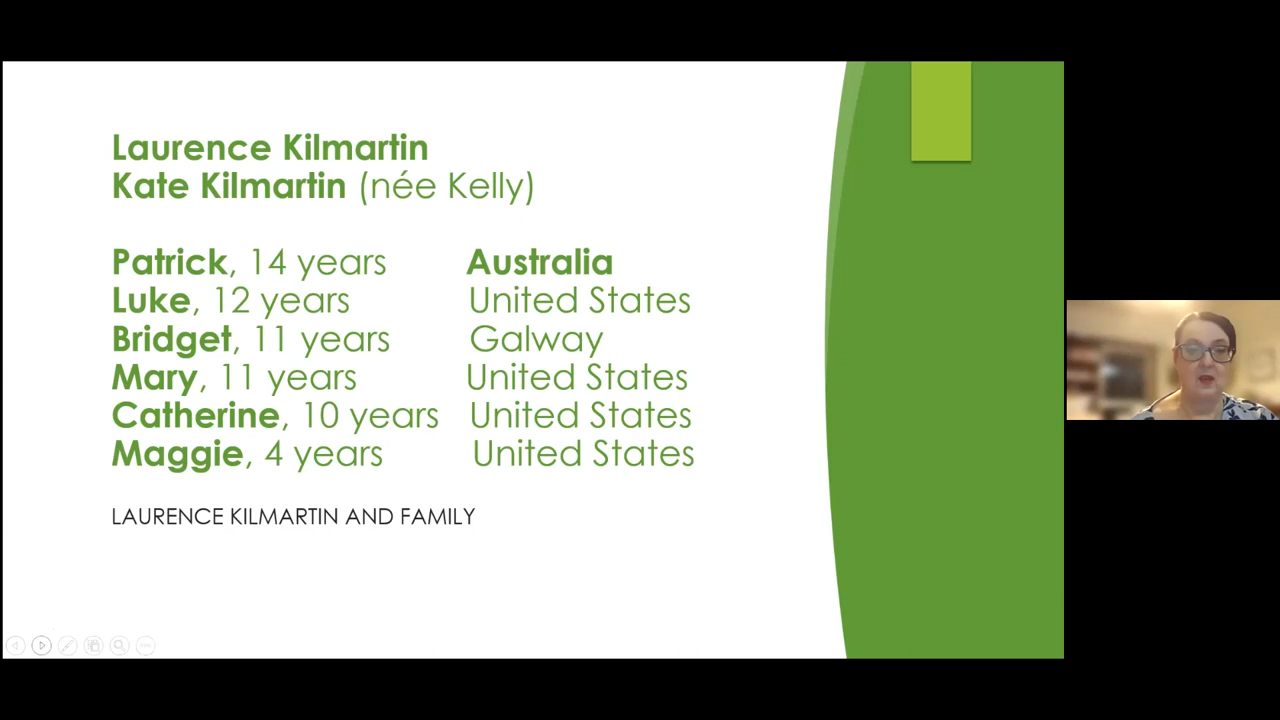 Laurence Kilmartin
Kate Kilmartin (née Kelly)
Patrick, 14 years Australia
Luke, 12 years United States
Bridget, 11 years Galway
Mary, 11 years United States
Catherine, 10 years United States
Maggie, 4 years United States
LAURENCE KILMARTIN AND FAMILY